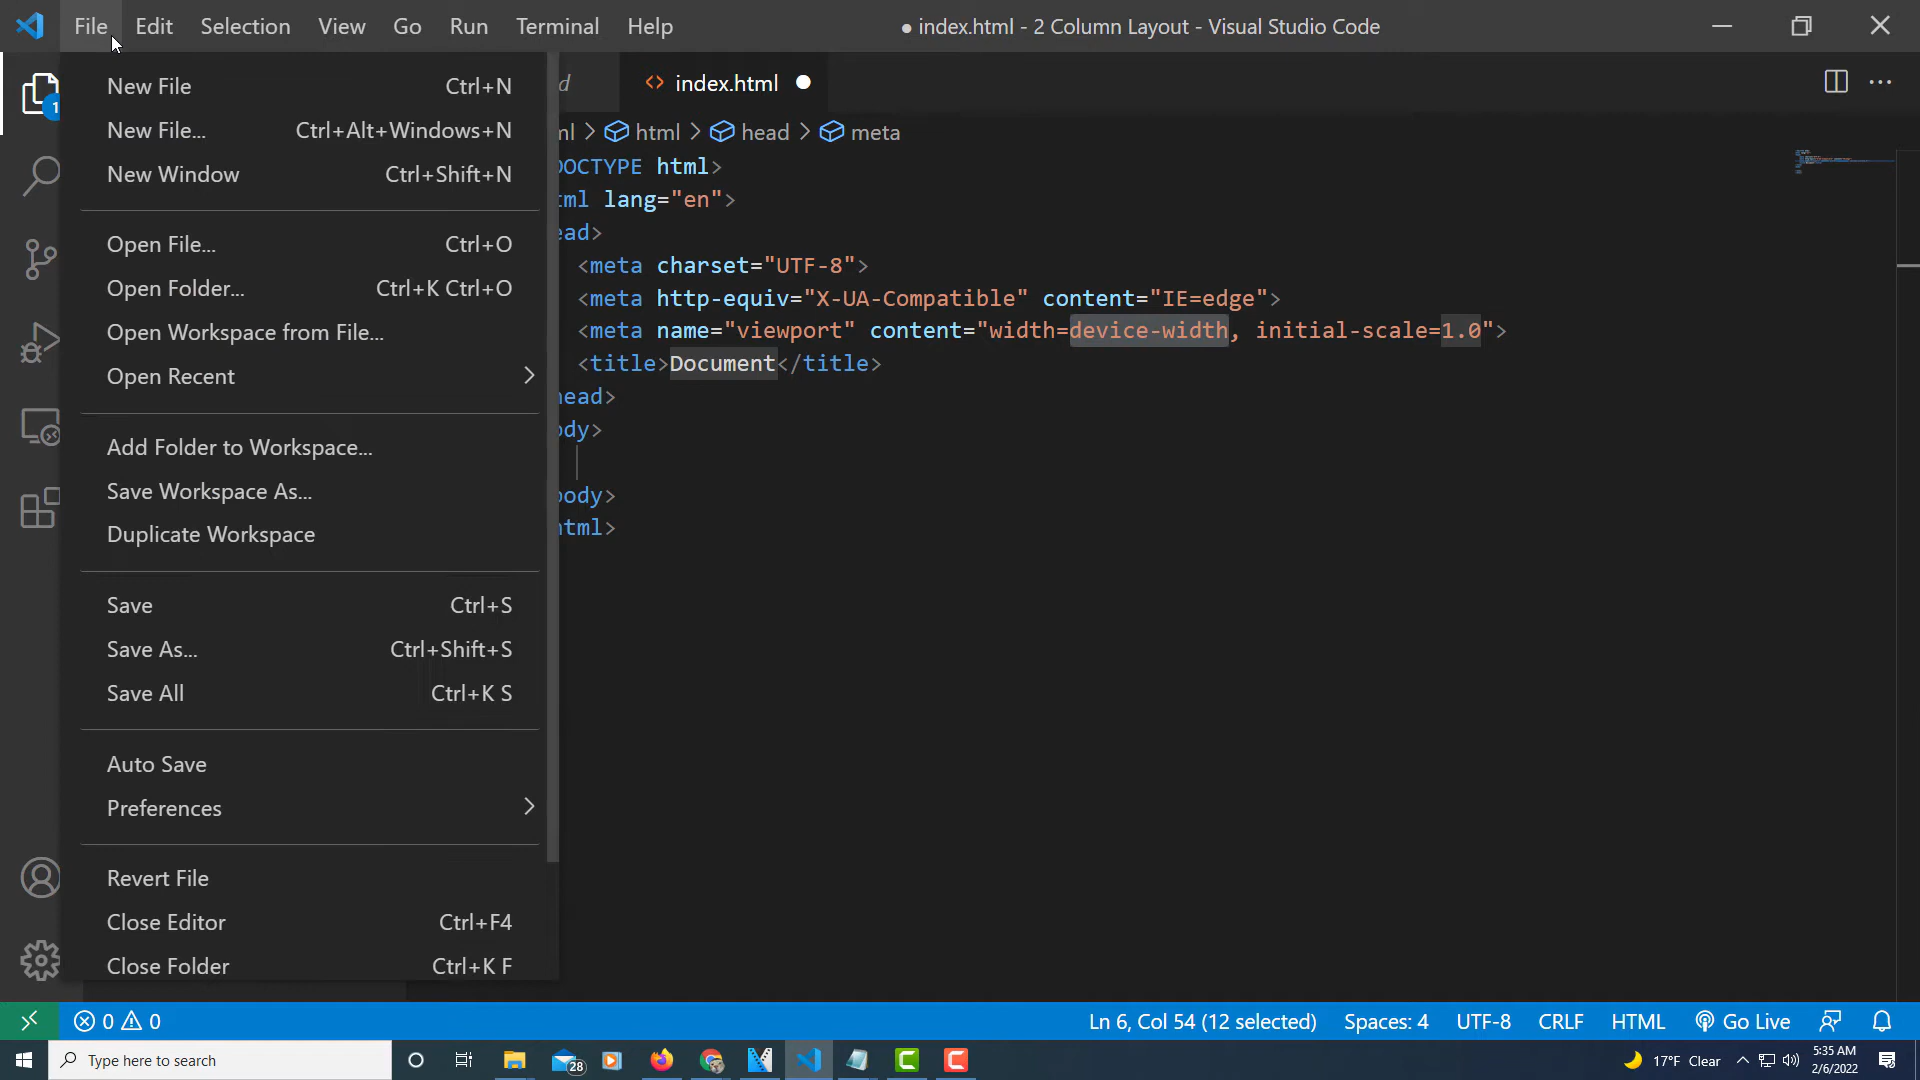 File Edit Selection View Go Run Terminal Help
● index.html - 2 Column Layout - Visual Studio Code
New File Ctrl+N
New File... Ctrl+Alt+Windows+N
New Window Ctrl+Shift+N
Open File... Ctrl+O
Open Folder... Ctrl+K Ctrl+O
Open Workspace from File...
Open Recent
Add Folder to Workspace...
Save Workspace As...
Duplicate Workspace
Save Ctrl+S
Save As... Ctrl+Shift+S
Save All Ctrl+K S
Auto Save
Preferences
Revert File
Close Editor Ctrl+F4
Close Folder Ctrl+K F
1
d
<> index.html
ml > html > head > meta
OCTYPE html>
ml lang="en">
ead>
<meta charset="UTF-8">
<meta http-equiv="X-UA-Compatible" content="IE=edge">
<meta name="viewport" content="width=device-width, initial-scale=1.0">
<title>Document</title>
head>
dy>
body>
html>
0 0
Ln 6, Col 54 (12 selected) Spaces: 4 UTF-8 CRLF HTML Go Live
Type here to search
28
17°F Clear
5:35 AM
2/6/2022